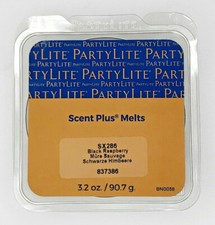 PARTYLITE PARTYLITE
PARTYLITE PARTYLITE
PARTYLITE PARTYLITE
Scent Plus® Melts
SX286
Black Raspberry
Mûre Sauvage
Schwarze Himbeere
837386
3.2 oz. / 90.7 g.